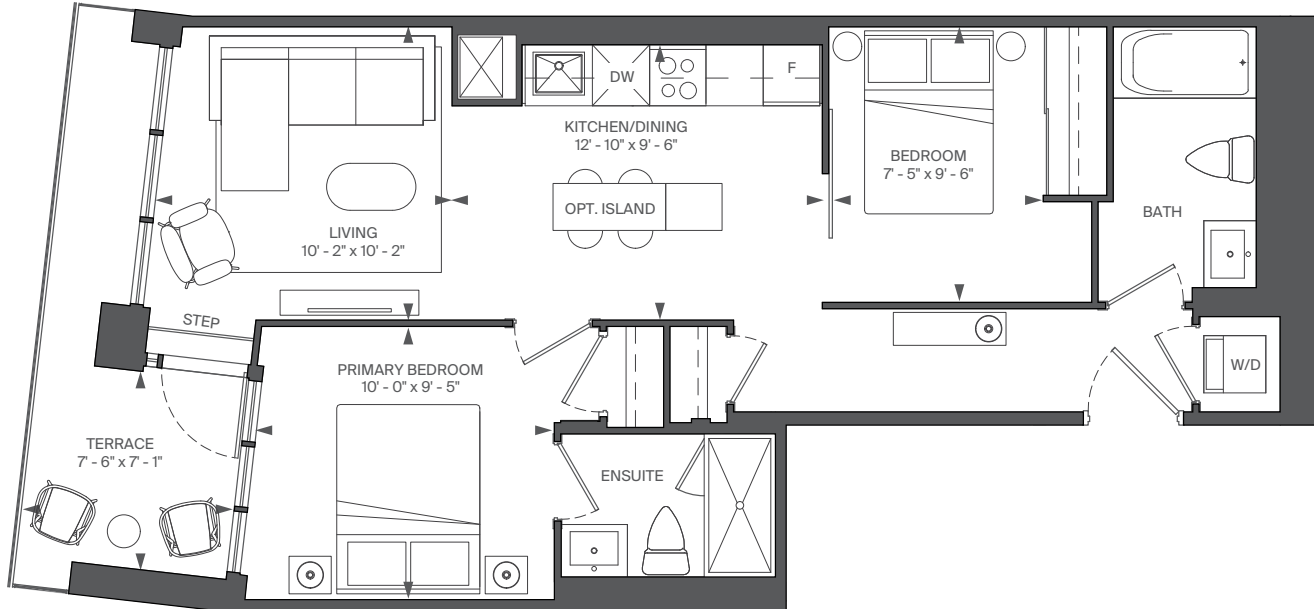 DW
F
KITCHEN/DINING
12' - 10" x 9' - 6"
BEDROOM
7' - 5" x 9' - 6"
OPT. ISLAND
BATH
LIVING
10' - 2" x 10' - 2"
STEP
PRIMARY BEDROOM
10' - 0" x 9' - 5"
W/D
TERRACE
7' - 6" x 7' - 1"
ENSUITE